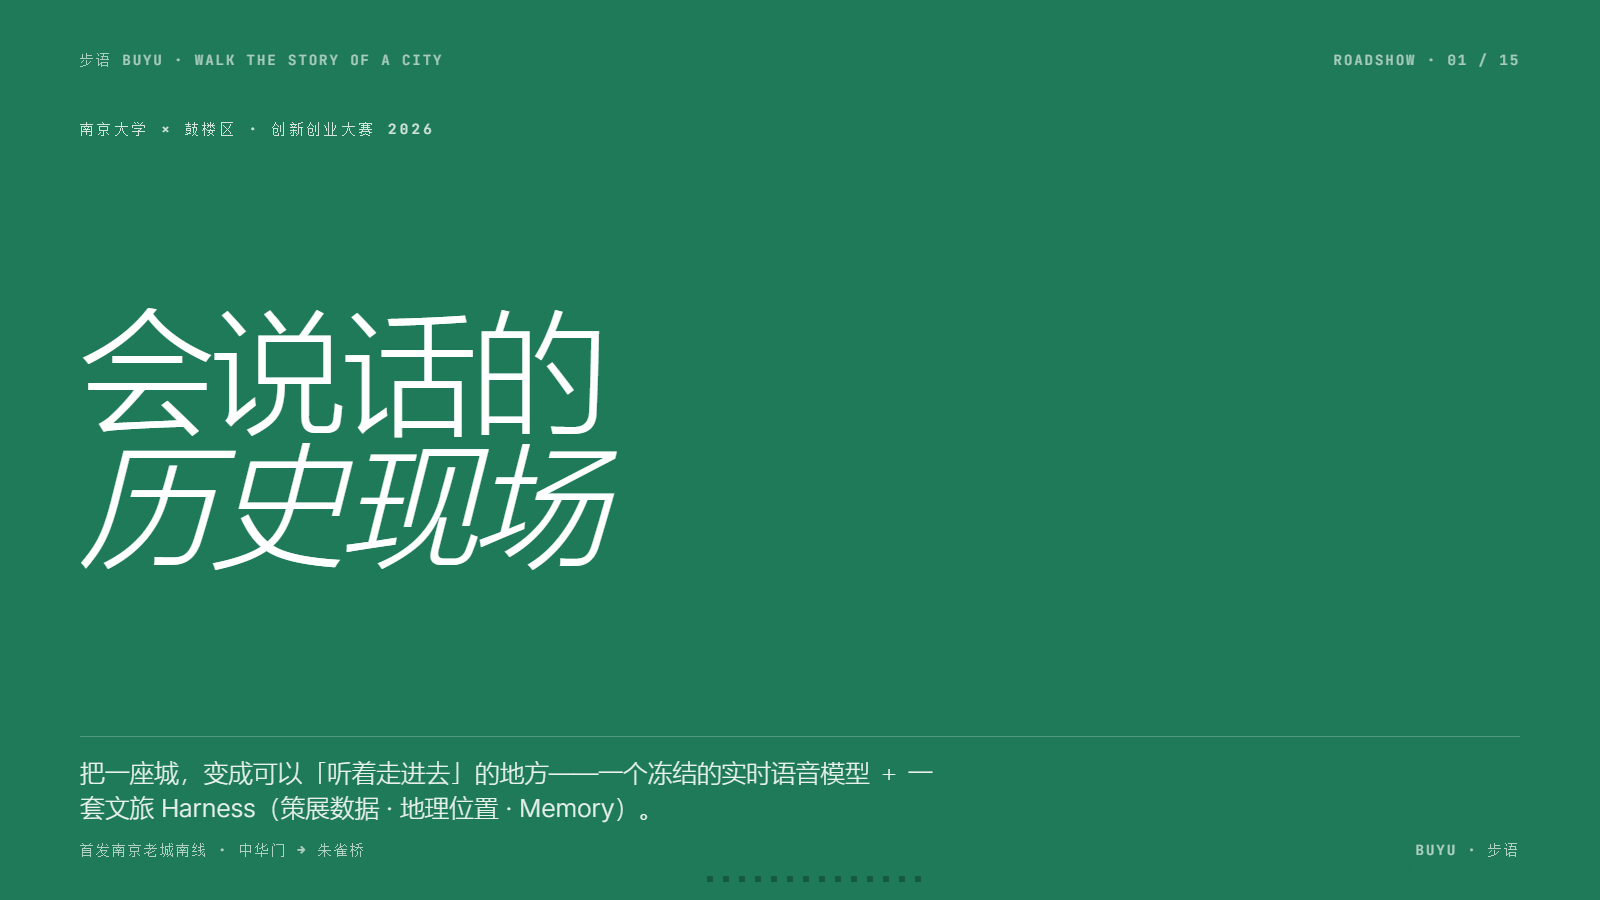 步语 BUYU · WALK THE STORY OF A CITY
ROADSHOW · 01 / 15
南京大学 × 鼓楼区 · 创新创业大赛 2026
会说话的
历史现场
把一座城，变成可以「听着走进去」的地方——一个冻结的实时语音模型 + 一
套文旅 Harness（策展数据 · 地理位置 · Memory）。
首发南京老城南线 · 中华门 → 朱雀桥
BUYU · 步语